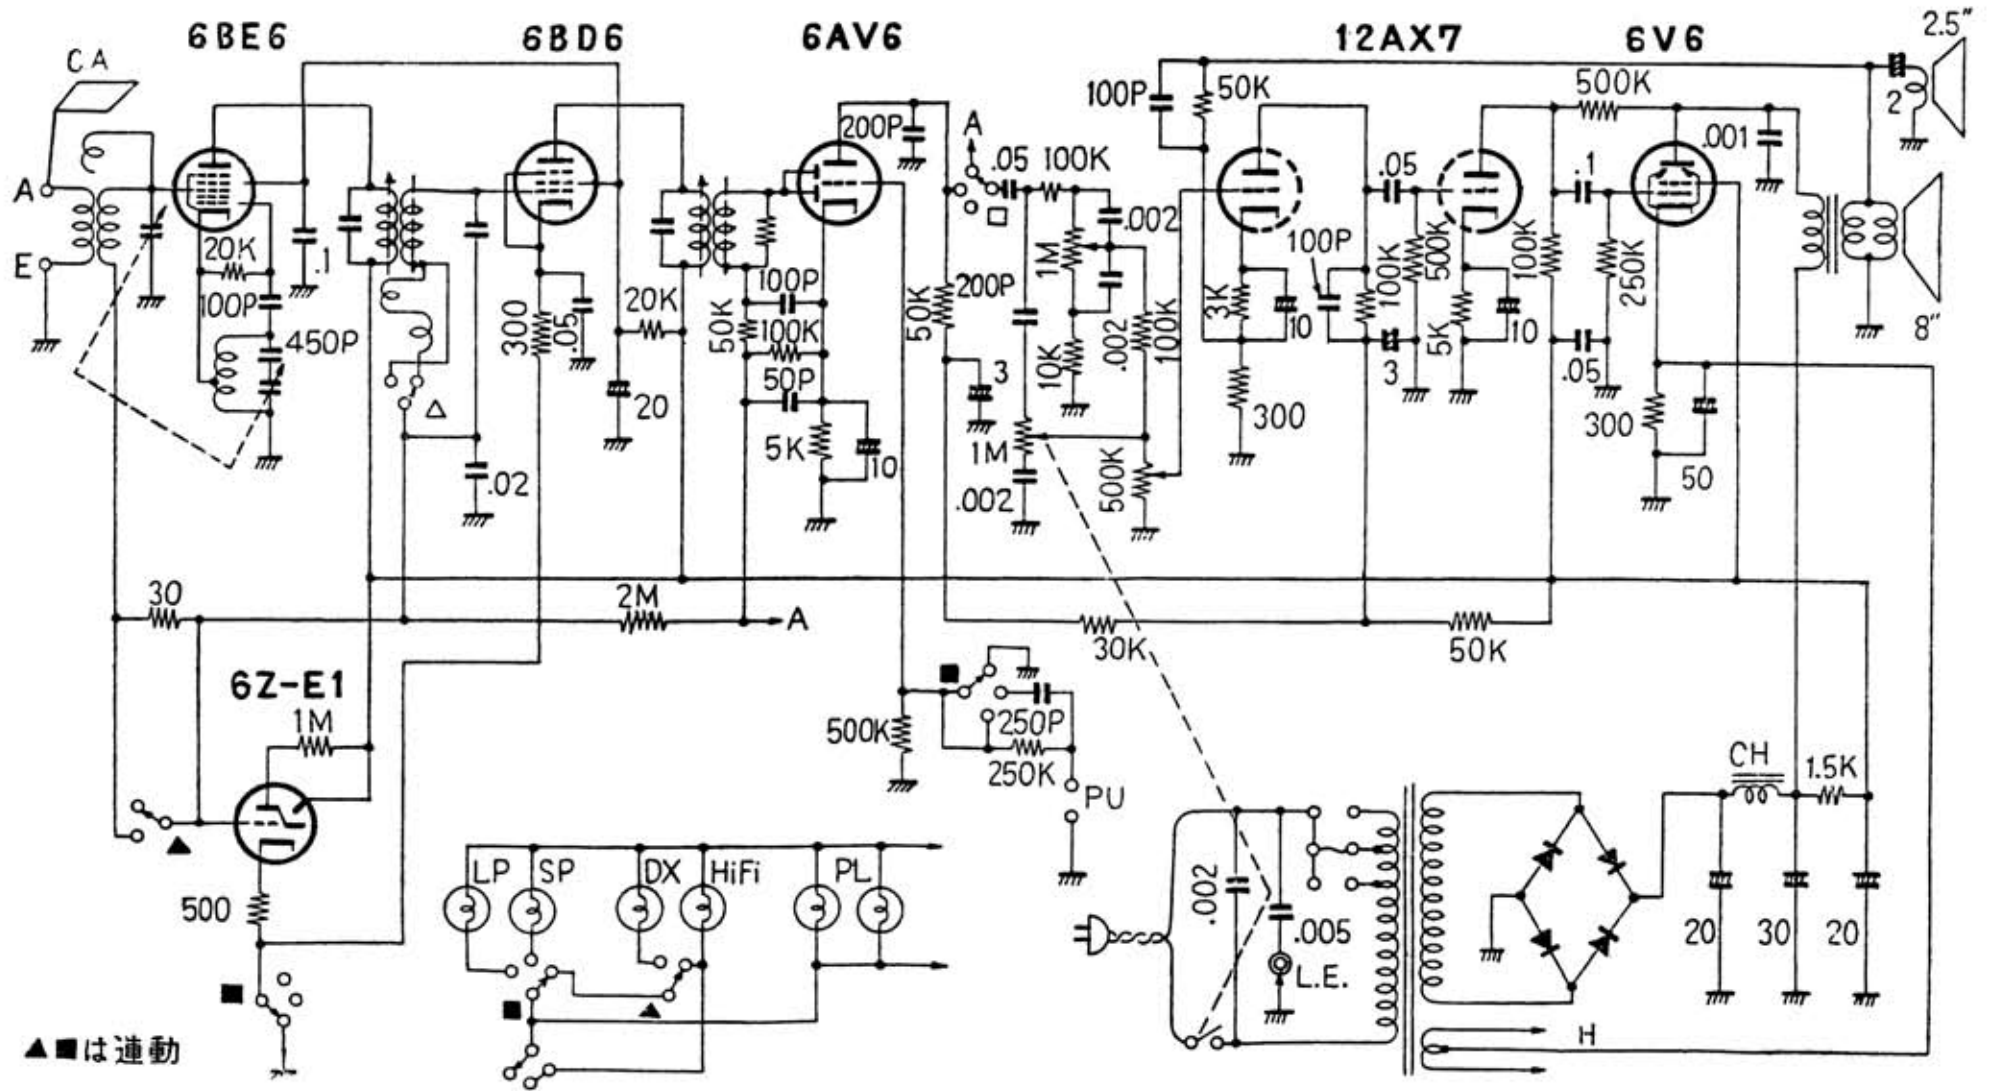 6BE6
6BD6
6AV6
12AX7
6V6
2.5"
CA
100P
50K
500K
2
200P
A
.05
100K
.001
A
.05
.1
.002
20K
.1
1M
100P
100K
500K
100K
250K
E
100P
20K
100P
200P
50K
3K
450P
300
.05
50K
100K
10K
.002
100K
10
5K
10
8"
3
3
.05
50P
20
△
5K
10
1M
300
300
.02
.002
500K
50
30
2M
A
30K
50K
■
6Z-E1
1M
500K
250P
250K
PU
CH
1.5K
▲
LP
SP
DX
HiFi
PL
.002
500
.005
20
30
20
L.E.
■
■
▲
H
▲■は連動